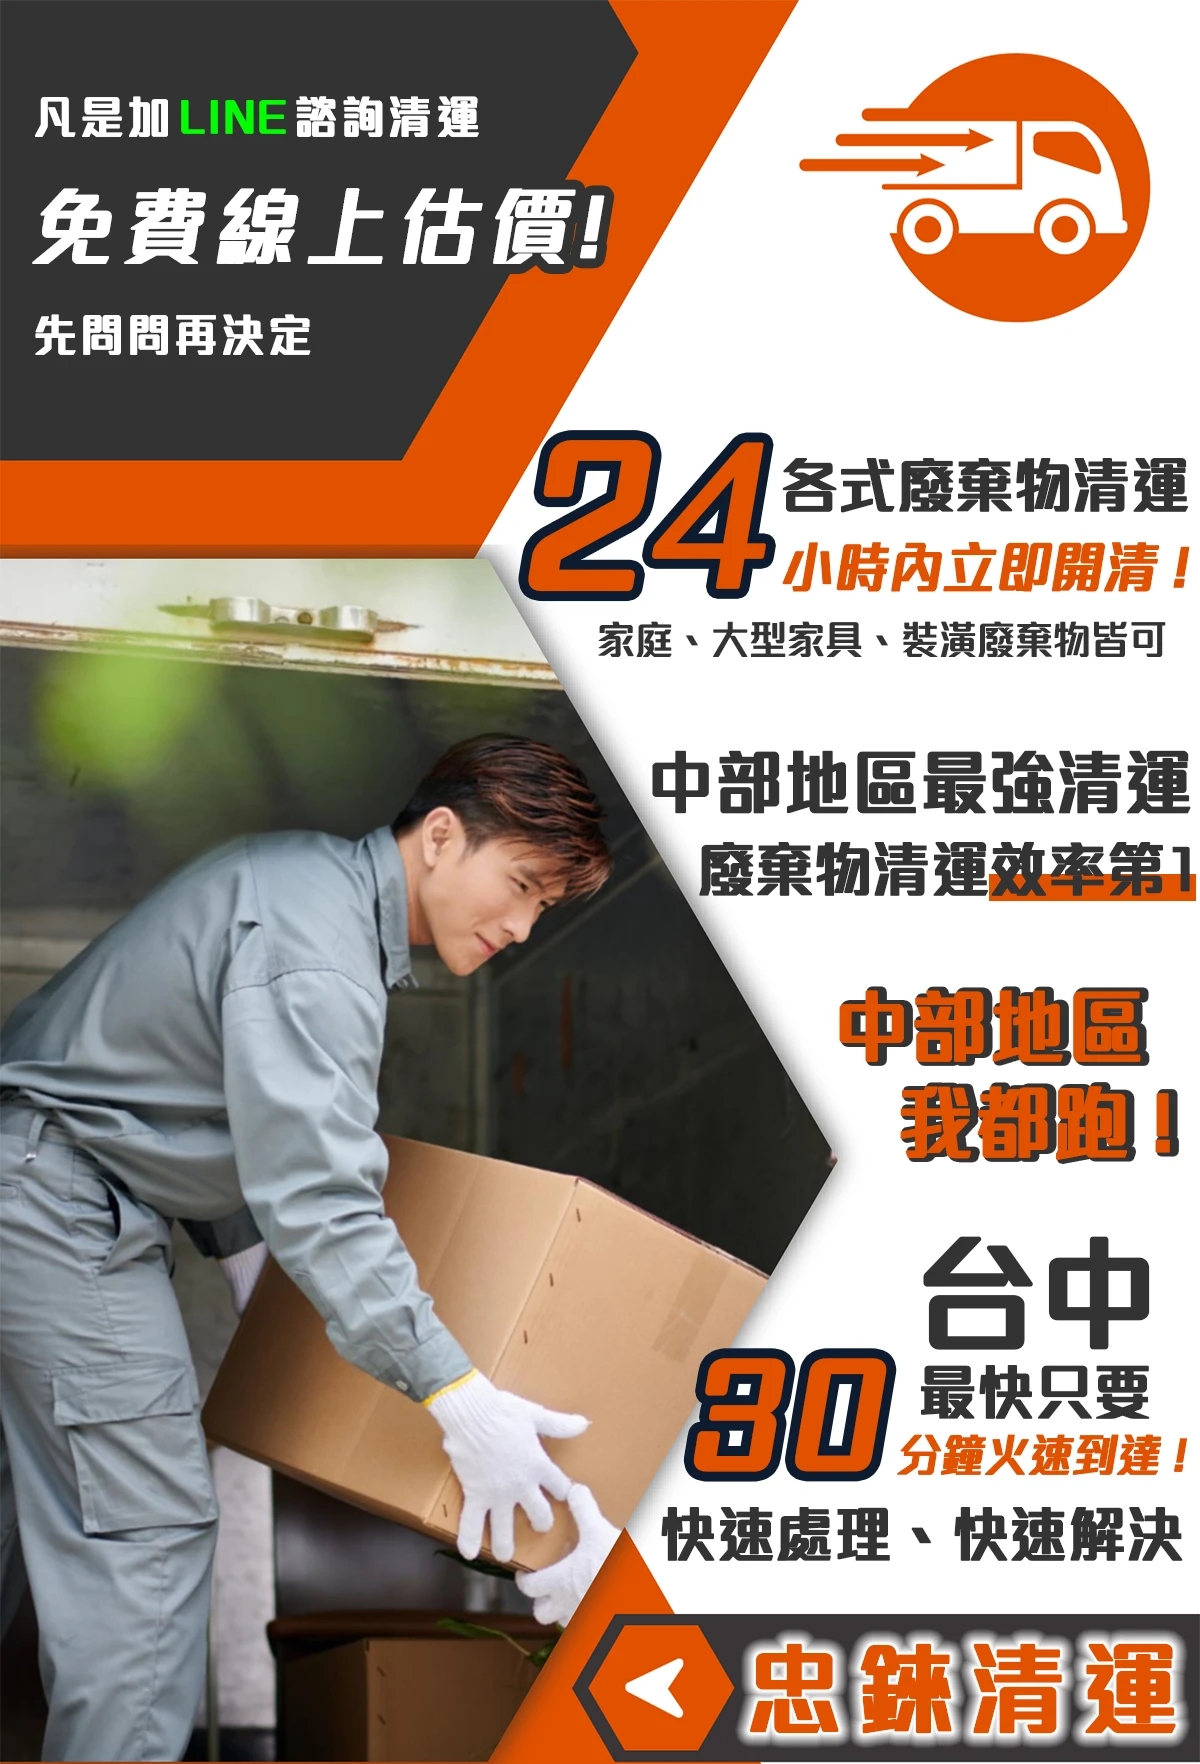 凡是加LINE諮詢清運
免費線上估價!
先問問再決定
24
各式廢棄物清運
小時內立即開清！
家庭、大型家具、裝潢廢棄物皆可
中部地區最強清運
廢棄物清運效率第1
中部地區
我都跑！
台中
最快只要
30
分鐘火速到達！
快速處理、快速解決
忠錸清運